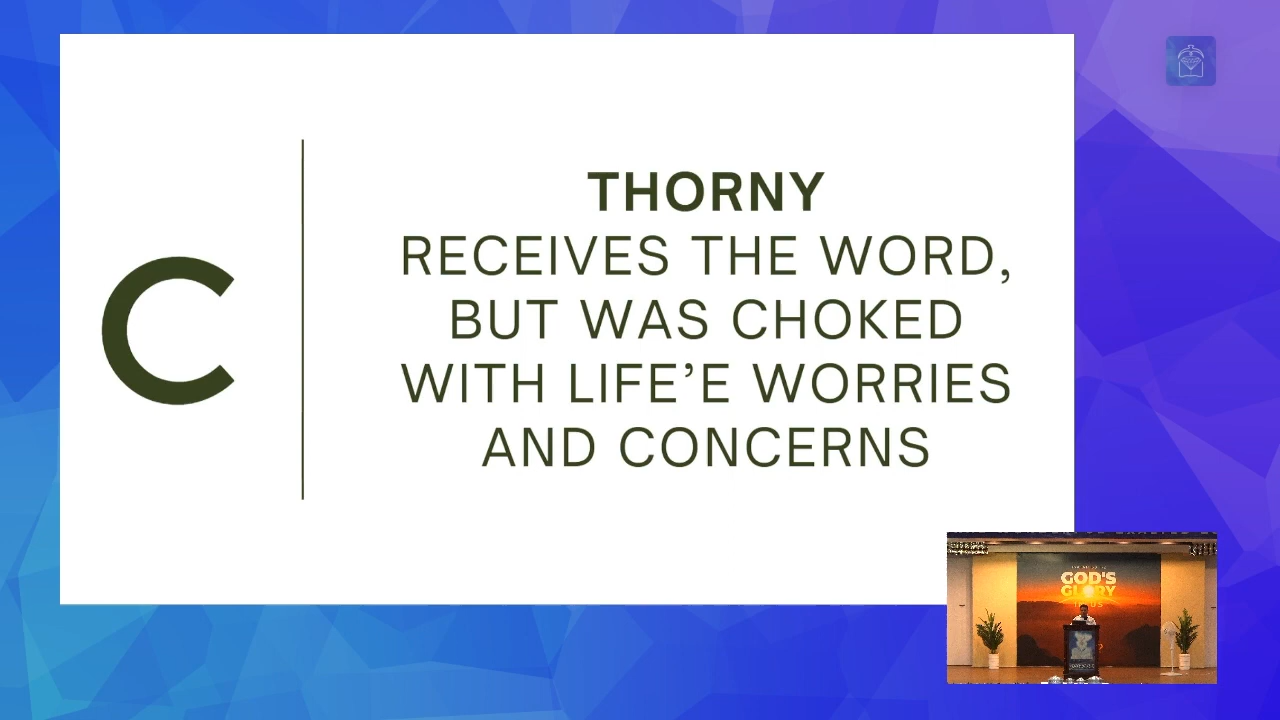 C
THORNY
RECEIVES THE WORD,
BUT WAS CHOKED
WITH LIFE’E WORRIES
AND CONCERNS
GOD'S
GLORY